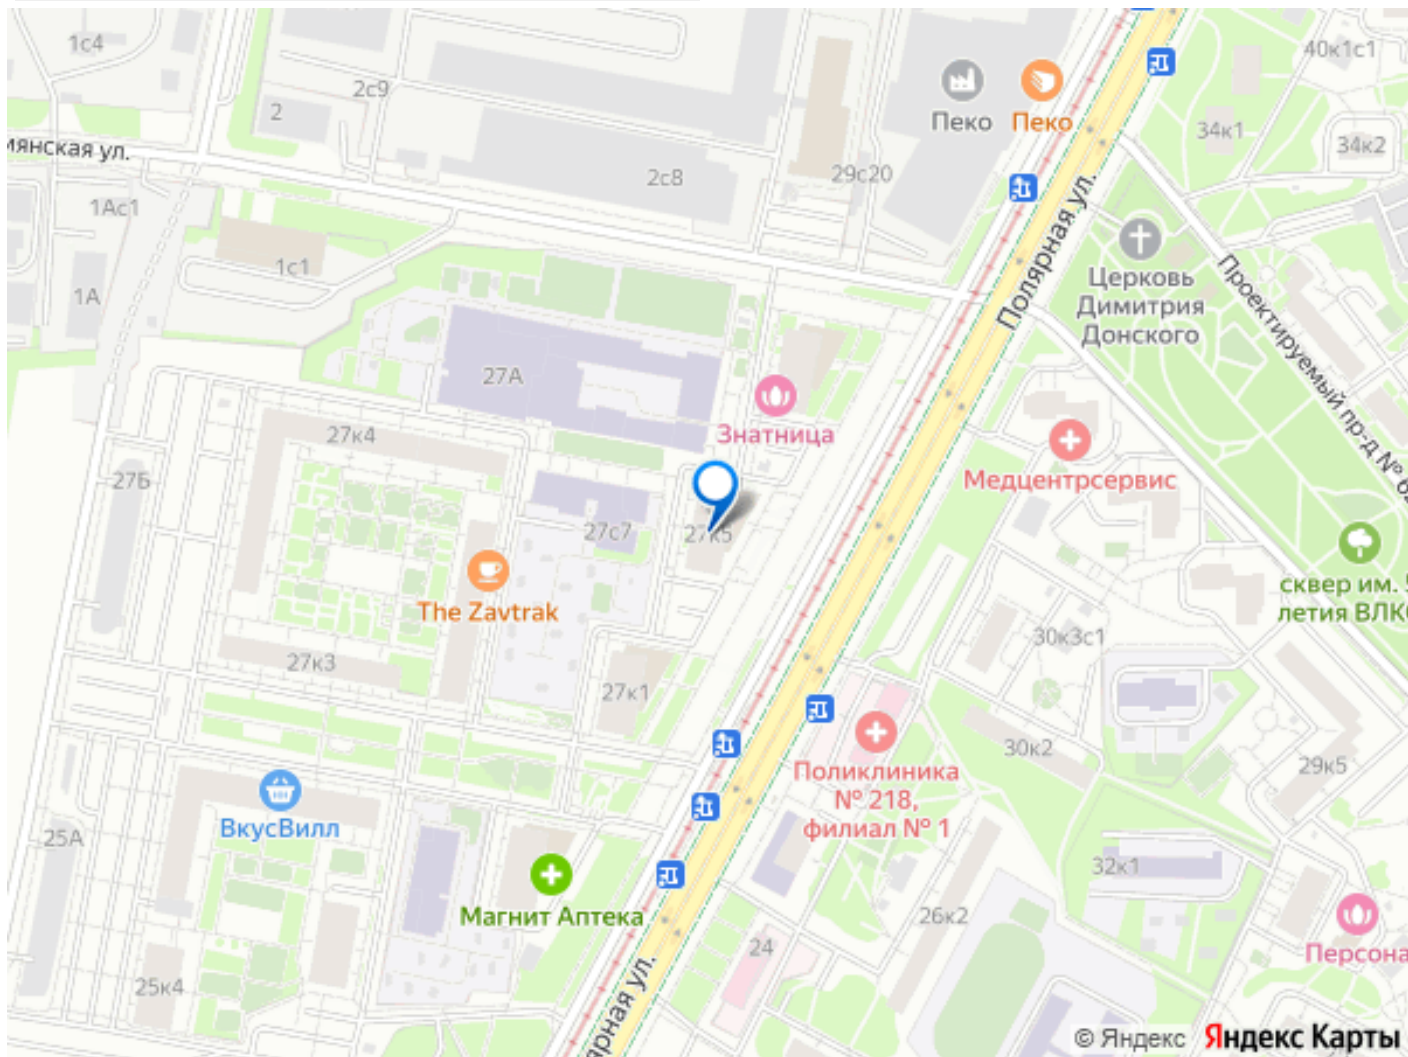 1с4
40к1с1
2с9
2
Пеко
Пеко
34к1
34к2
мянская ул.
2с8
29с20
1Ас1
Полярная ул.
Церковь
Димитрия
Донского
Проектируемый пр-д №
1с1
1А
27А
Знатница
27к4
Медцентрсервис
27Б
27с7
27к5
сквер им.
летия ВЛК
The Zavtrak
30к3с1
27к3
27к1
30к2
29к5
Поликлиника
№ 218,
филиал № 1
ВкусВилл
25А
32к1
Магнит Аптека
26к2
24
Персона
25к4
ярная ул.
© Яндекс Яндекс Карты